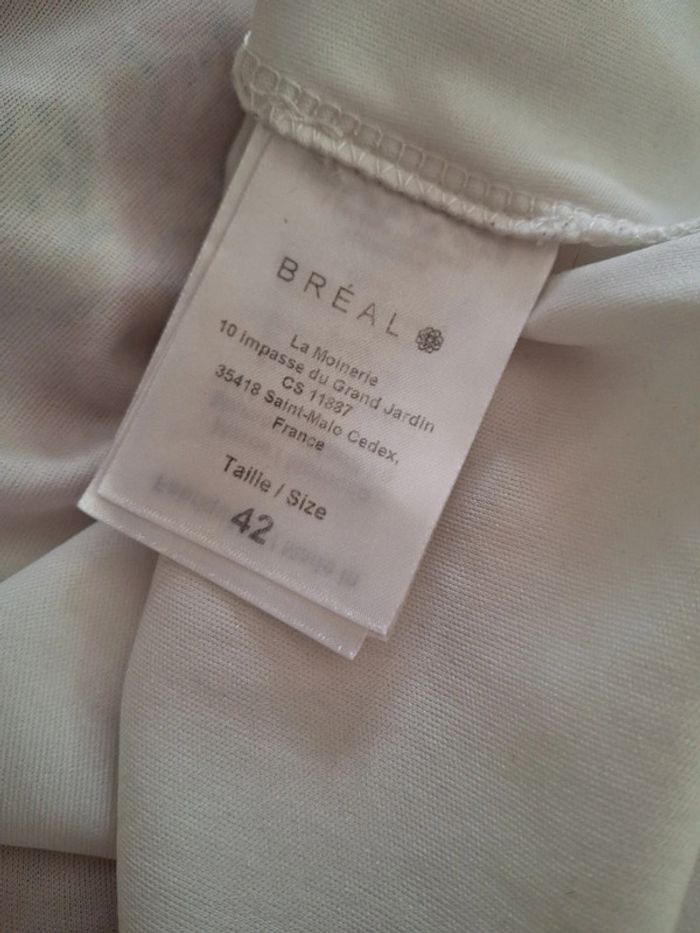 BRÉAL
La Moinerie
10 impasse du Grand Jardin
CS 11887
35418 Saint-Malo Cedex,
France
Taille / Size
42